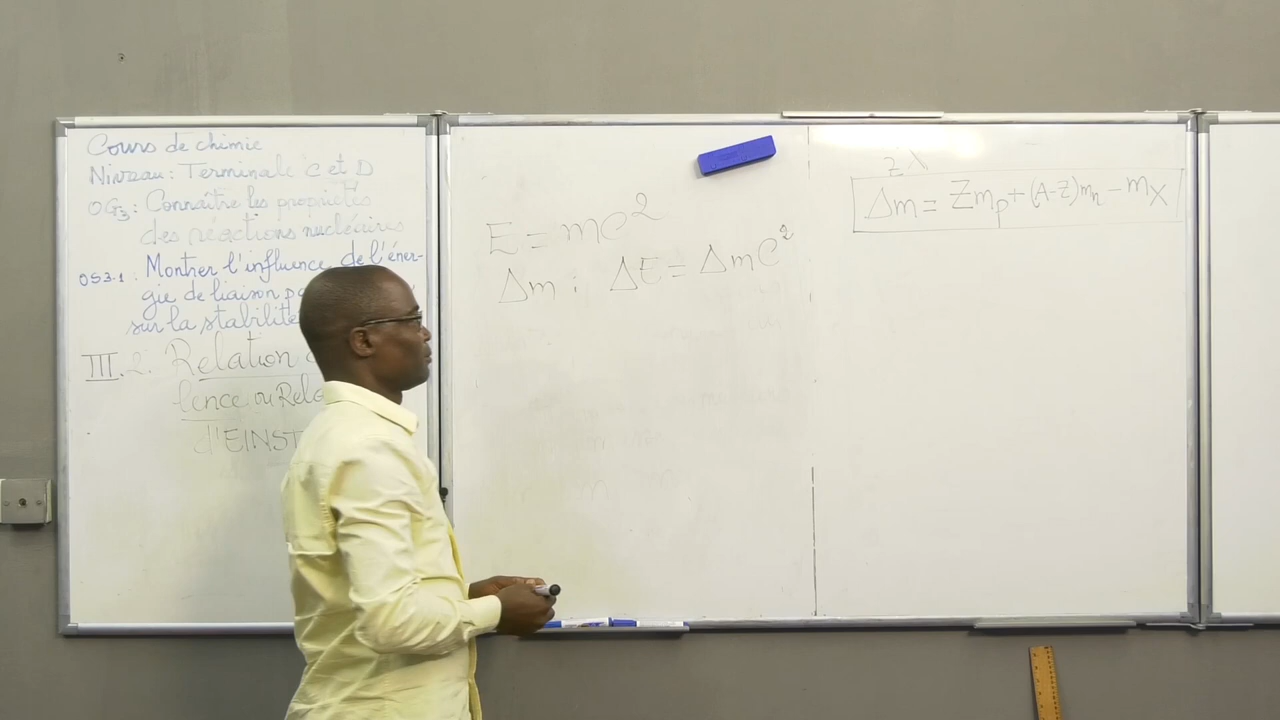 Cours de chimie
Niveau : Terminale C et D
OG3 : Connaître les propriétés
des réactions nucléaires
OS3.1 : Montrer l'influence de l'éner-
gie de liaison
sur la stabilité
III.2. Relation
lence ou
d'EINST
E = mc²
Δm ; ΔE = Δmc²
Z X
Δm = Zmp + (A-Z)mn - mX